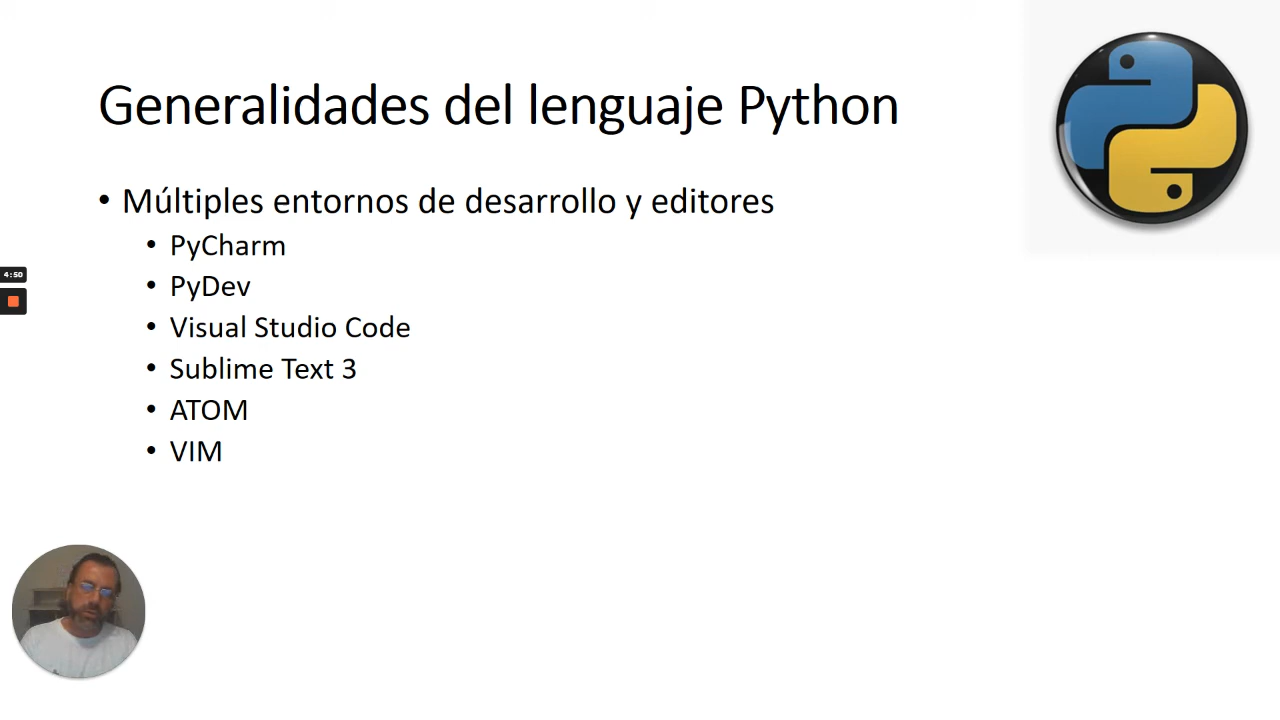 Generalidades del lenguaje Python
• Múltiples entornos de desarrollo y editores
• PyCharm
• PyDev
• Visual Studio Code
• Sublime Text 3
• ATOM
• VIM
4:50